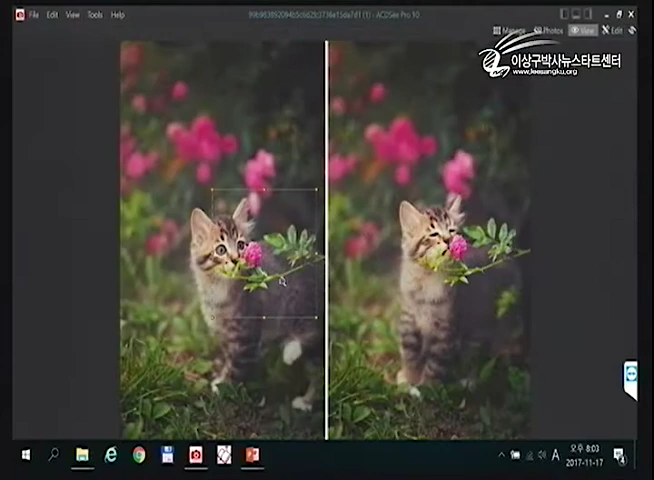 File Edit View Tools Help
- ACDSee Pro 10
Manage Photos View Edit
이상구박사뉴스타트센터
www.leesangku.org
A
오후 8:03
2017-11-17